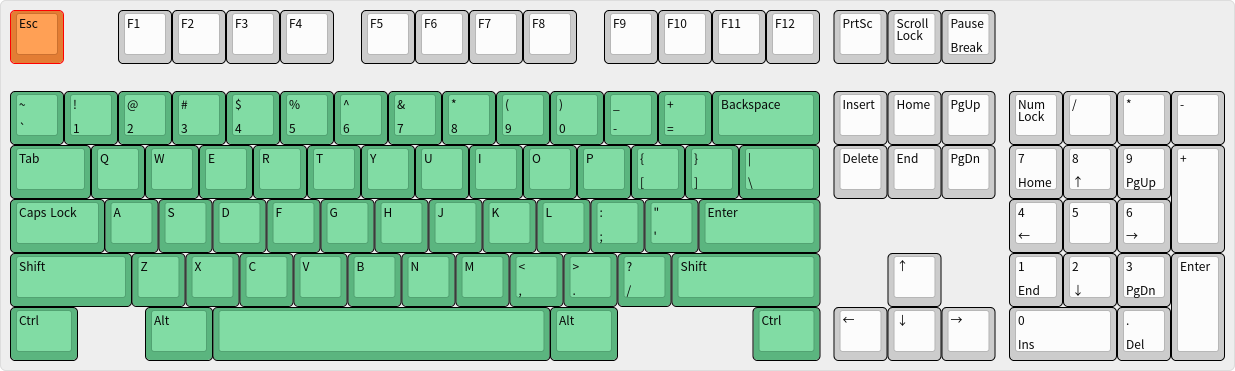 Esc F1 F2 F3 F4 F5 F6 F7 F8 F9 F10 F11 F12 PrtSc Scroll Lock Pause Break
~ ! @ # $ % ^ & * ( ) _ + Backspace Insert Home PgUp Num Lock / * -
` 1 2 3 4 5 6 7 8 9 0 - =
Tab Q W E R T Y U I O P { } | Delete End PgDn 7 8 9 +
[ ] \ Home ↑ PgUp
Caps Lock A S D F G H J K L : " Enter 4 5 6
; ' ← →
Shift Z X C V B N M < > ? Shift ↑ 1 2 3 Enter
, . / End ↓ PgDn
Ctrl Alt Alt Ctrl ← ↓ → 0 .
Ins Del